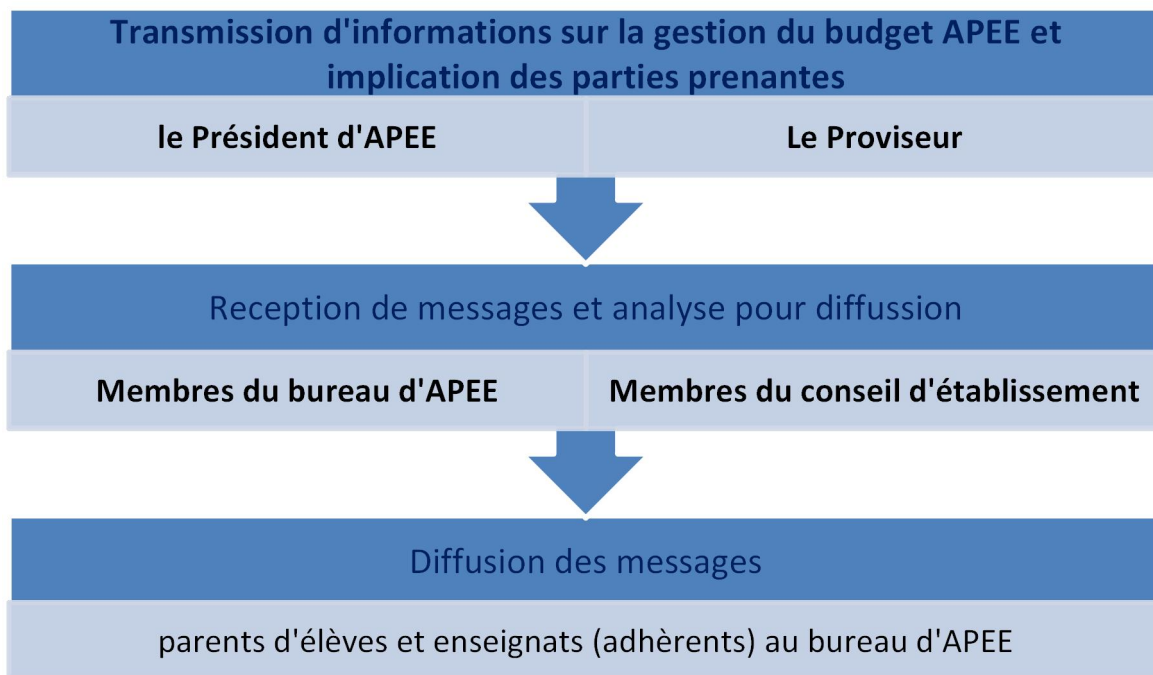 Transmission d'informations sur la gestion du budget APEE et
implication des parties prenantes
le Président d'APEE
Le Proviseur
Reception de messages et analyse pour diffussion
Membres du bureau d'APEE
Membres du conseil d'établissement
Diffusion des messages
parents d'élèves et enseignats (adhèrents) au bureau d'APEE